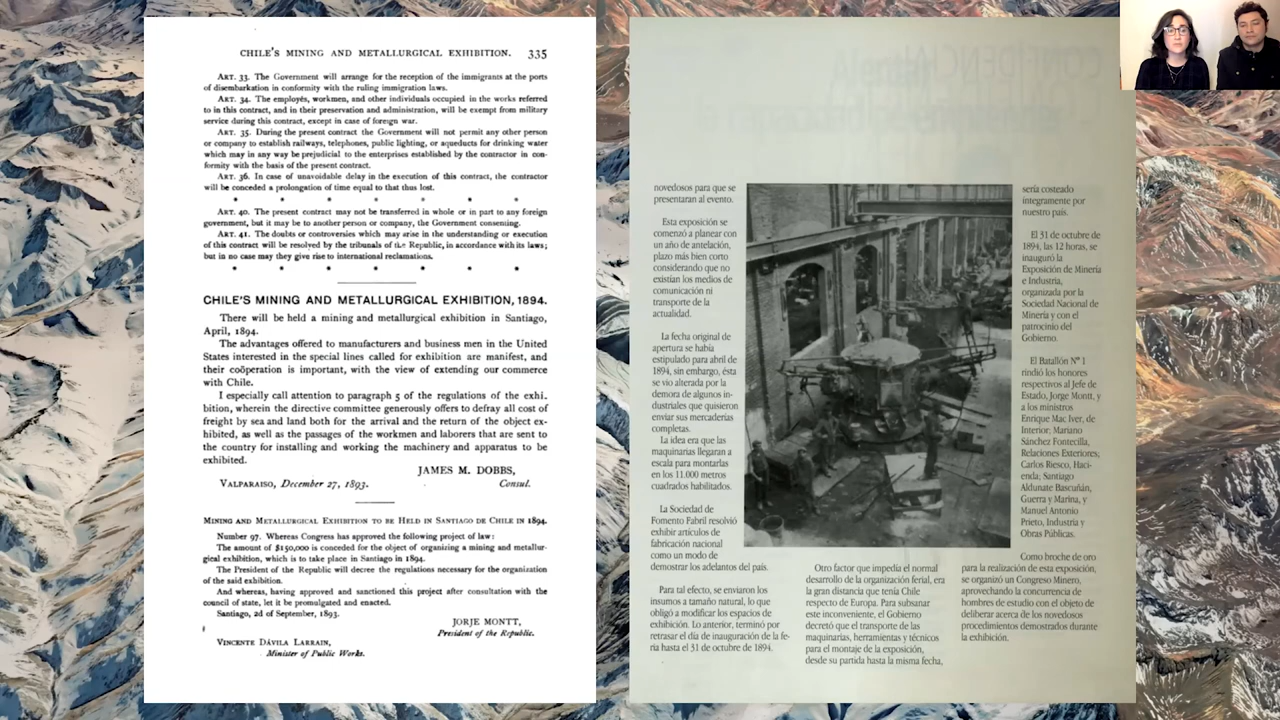 CHILE'S MINING AND METALLURGICAL EXHIBITION. 335
ART. 33. The Government will arrange for the reception of the immigrants at the ports
of disembarkation in conformity with the ruling immigration laws.
ART. 34. The employés, workmen, and other individuals occupied in the works referred
to in this contract, and in their preservation and administration, will be exempt from military
service during this contract, except in case of foreign war.
ART. 35. During the present contract the Government will not permit any other person
or company to establish railways, telephones, public lighting, or aqueducts for drinking water
which may in any way be prejudicial to the enterprises established by the contractor in con-
formity with the basis of the present contract.
ART. 36. In case of unavoidable delay in the execution of this contract, the contractor
will be conceded a prolongation of time equal to that thus lost.
* * * * * * *
ART. 40. The present contract may not be transferred in whole or in part to any foreign
government, but it may be to another person or company, the Government consenting.
ART. 41. The doubts or controversies which may arise in the understanding or execution
of this contract will be resolved by the tribunals of the Republic, in accordance with its laws;
but in no case may they give rise to international reclamations.
* * * * * * *
CHILE'S MINING AND METALLURGICAL EXHIBITION, 1894.
There will be held a mining and metallurgical exhibition in Santiago,
April, 1894.
The advantages offered to manufacturers and business men in the United
States interested in the special lines called for exhibition are manifest, and
their coöperation is important, with the view of extending our commerce
with Chile.
I especially call attention to paragraph 5 of the regulations of the exhi-
bition, wherein the directive committee generously offers to defray all cost of
freight by sea and land both for the arrival and the return of the object ex-
hibited, as well as the passages of the workmen and laborers that are sent to
the country for installing and working the machinery and apparatus to be
exhibited.
JAMES M. DOBBS,
Consul.
VALPARAISO, December 27, 1893.
MINING AND METALLURGICAL EXHIBITION TO BE HELD IN SANTIAGO DE CHILE IN 1894.
Number 97. Whereas Congress has approved the following project of law:
The amount of $150,000 is conceded for the object of organizing a mining and metallur-
gical exhibition, which is to take place in Santiago in 1894.
The President of the Republic will decree the regulations necessary for the organization
of the said exhibition.
And whereas, having approved and sanctioned this project after consultation with the
council of state, let it be promulgated and enacted.
Santiago, 2d of September, 1893.
JORJE MONTT,
President of the Republic.
VINCENTE DÁVILA LARRAIN,
Minister of Public Works.
novedosos para que se
presentaran al evento.
Esta exposición se
comenzó a planear con
un año de antelación,
plazo más bien corto
considerando que no
existían los medios de
comunicación ni
transporte de la
actualidad.
La fecha original de
apertura se había
estipulado para abril de
1894, sin embargo, ésta
se vio alterada por la
demora de algunos in-
dustriales que quisieron
enviar sus mercaderías
completas.
La idea era que las
maquinarias llegaran a
escala para montarlas
en los 11.000 metros
cuadrados habilitados.
La Sociedad de
Fomento Fabril resolvió
exhibir artículos de
fabricación nacional
como un modo de
demostrar los adelantos del país.
Para tal efecto, se enviaron los
insumos a tamaño natural, lo que
obligó a modificar los espacios de
exhibición. Lo anterior, terminó por
retrasar el día de inauguración de la fe-
ria hasta el 31 de octubre de 1894.
Otro factor que impedía el normal
desarrollo de la organización ferial, era
la gran distancia que tenía Chile
respecto de Europa. Para subsanar
este inconveniente, el Gobierno
decretó que el transporte de las
maquinarias, herramientas y técnicos
para el montaje de la exposición,
desde su partida hasta la misma fecha,
sería costeado
íntegramente por
nuestro país.
El 31 de octubre de
1894, las 12 horas, se
inauguró la
Exposición de Minería
e Industria,
organizada por la
Sociedad Nacional de
Minería y con el
patrocinio del
Gobierno.
El Batallón Nº 1
rindió los honores
respectivos al Jefe de
Estado, Jorge Montt, y
a los ministros
Enrique Mac Iver, de
Interior; Mariano
Sánchez Fontecilla,
Relaciones Exteriores;
Carlos Riesco, Haci-
enda; Santiago
Aldunate Bascuñán,
Guerra y Marina, y
Manuel Antonio
Prieto, Industria y
Obras Públicas.
Como broche de oro
para la realización de esta exposición,
se organizó un Congreso Minero,
aprovechando la concurrencia de
hombres de estudio con el objeto de
deliberar acerca de los novedosos
procedimientos demostrados durante
la exhibición.